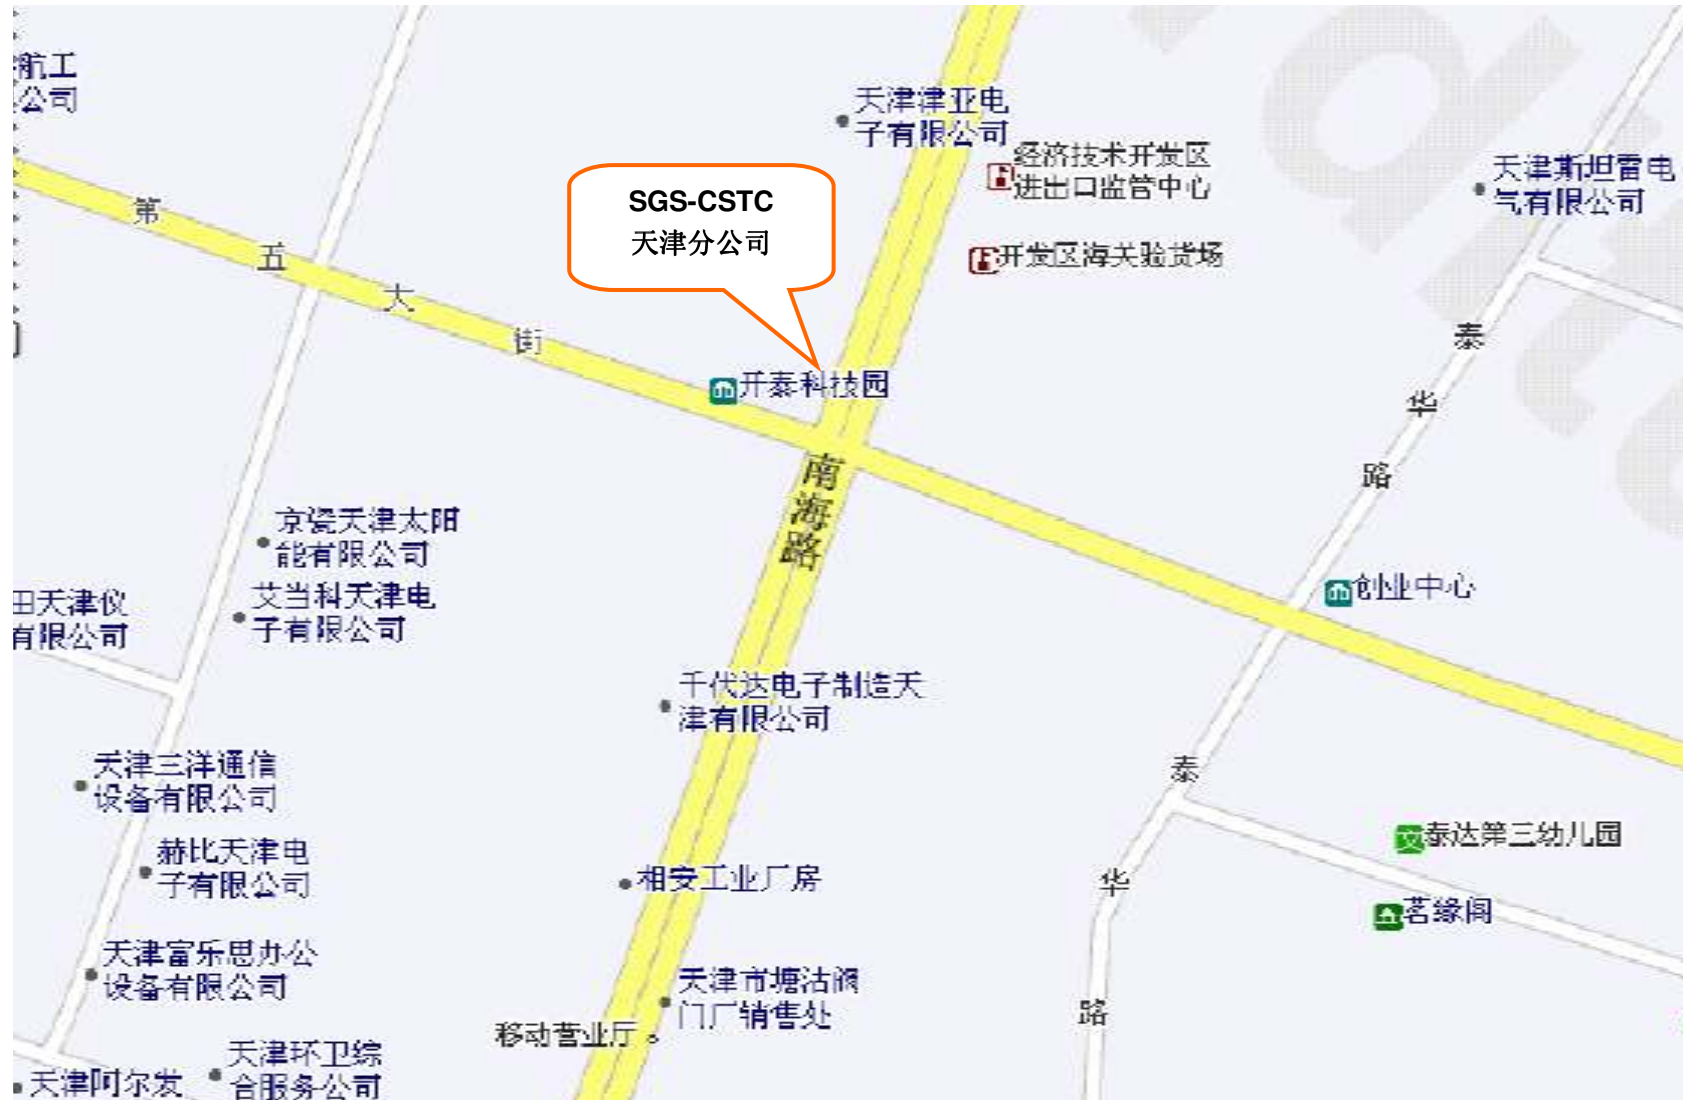 航工
公司
天津津亚电
子有限公司
经济技术开发区
进出口监管中心
天津斯坦雷电
气有限公司
SGS-CSTC
天津分公司
开发区海关验货场
第五大街
泰华路
开泰科技园
南海路
京瓷天津太阳
能有限公司
艾当科天津电
子有限公司
田天津仪
有限公司
创业中心
千代达电子制造天
津有限公司
天津三洋通信
设备有限公司
泰华路
泰达第三幼儿园
赫比天津电
子有限公司
相安工业厂房
茗缘阁
天津富乐思办公
设备有限公司
天津市塘沽阀
门厂销售处
移动营业厅
天津环卫综
合服务公司
天津阿尔发